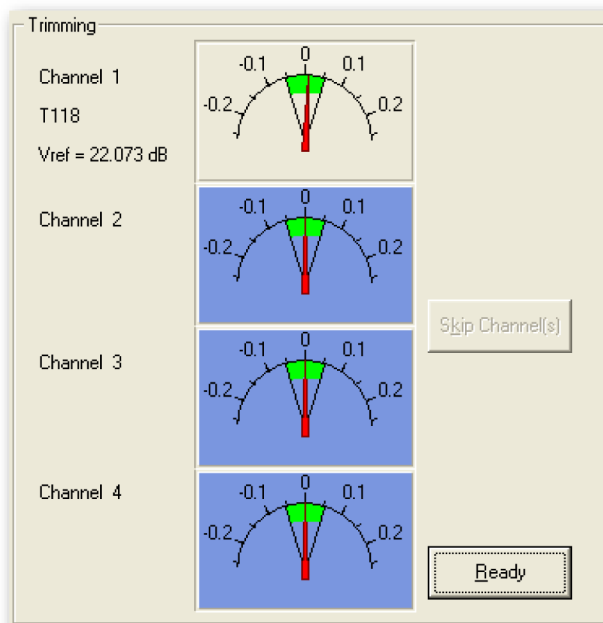 Trimming
Channel 1
T118
Vref = 22.073 dB
-0.2 -0.1 0 0.1 0.2
Channel 2
-0.2 -0.1 0 0.1 0.2
Channel 3
-0.2 -0.1 0 0.1 0.2
Channel 4
-0.2 -0.1 0 0.1 0.2
Skip Channel(s)
Ready